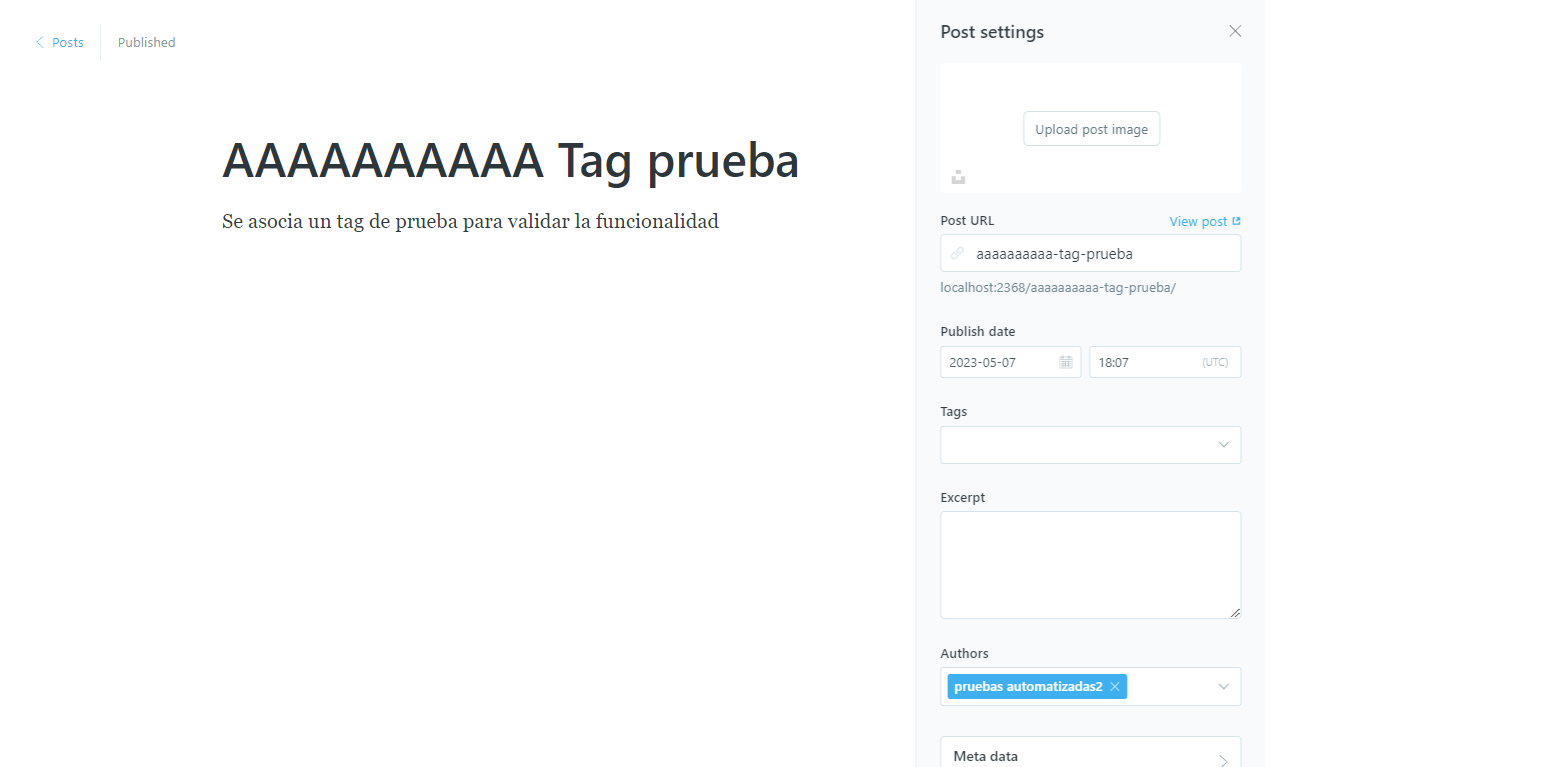 Posts
Published
AAAAAAAAAA Tag prueba
Se asocia un tag de prueba para validar la funcionalidad
Post settings
Upload post image
Post URL
View post
aaaaaaaaaa-tag-prueba
localhost:2368/aaaaaaaaaa-tag-prueba/
Publish date
2023-05-07
18:07
(UTC)
Tags
Excerpt
Authors
pruebas automatizadas2
Meta data